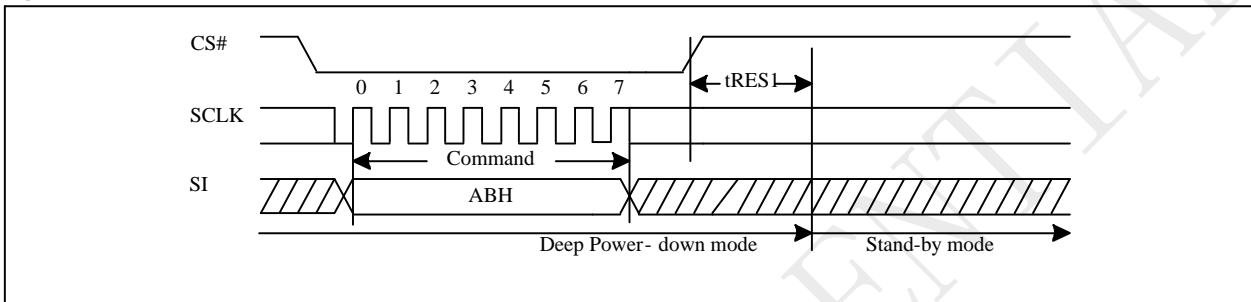 CS#
tRES1
0 1 2 3 4 5 6 7
SCLK
Command
SI
ABH
Deep Power- down mode
Stand-by mode